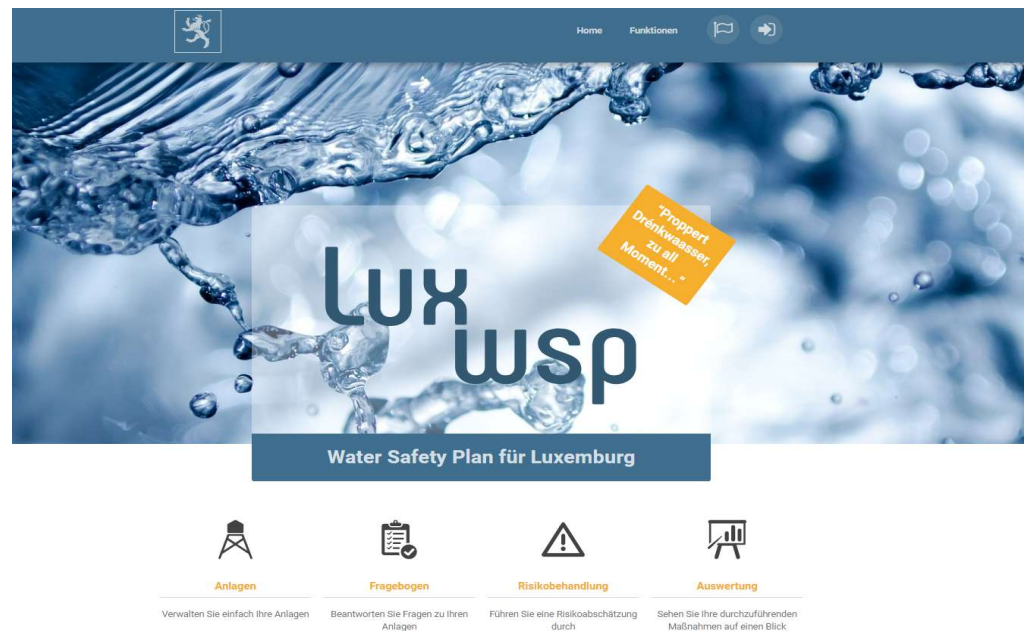 Home Funktionen
"Proppert
Drénkwaasser,
zu all
Moment... "
lux
wsp
Water Safety Plan für Luxemburg
Anlagen
Verwalten Sie einfach Ihre Anlagen
Fragebogen
Beantworten Sie Fragen zu Ihren
Anlagen
Risikobehandlung
Führen Sie eine Risikoabschätzung
durch
Auswertung
Sehen Sie Ihre durchzuführenden
Maßnahmen auf einen Blick